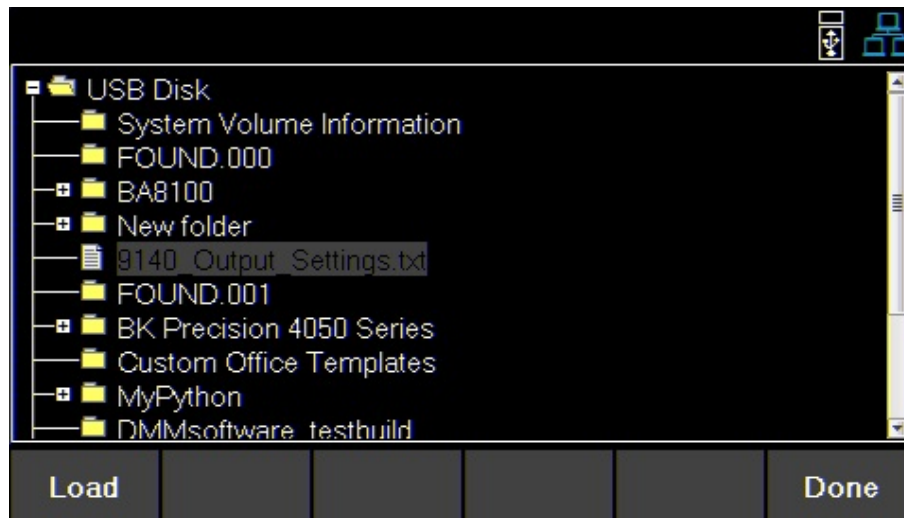 USB Disk
System Volume Information
FOUND.000
BA8100
New folder
9140_Output_Settings.txt
FOUND.001
BK Precision 4050 Series
Custom Office Templates
MyPython
DMMsoftware_testbuild
Load Done